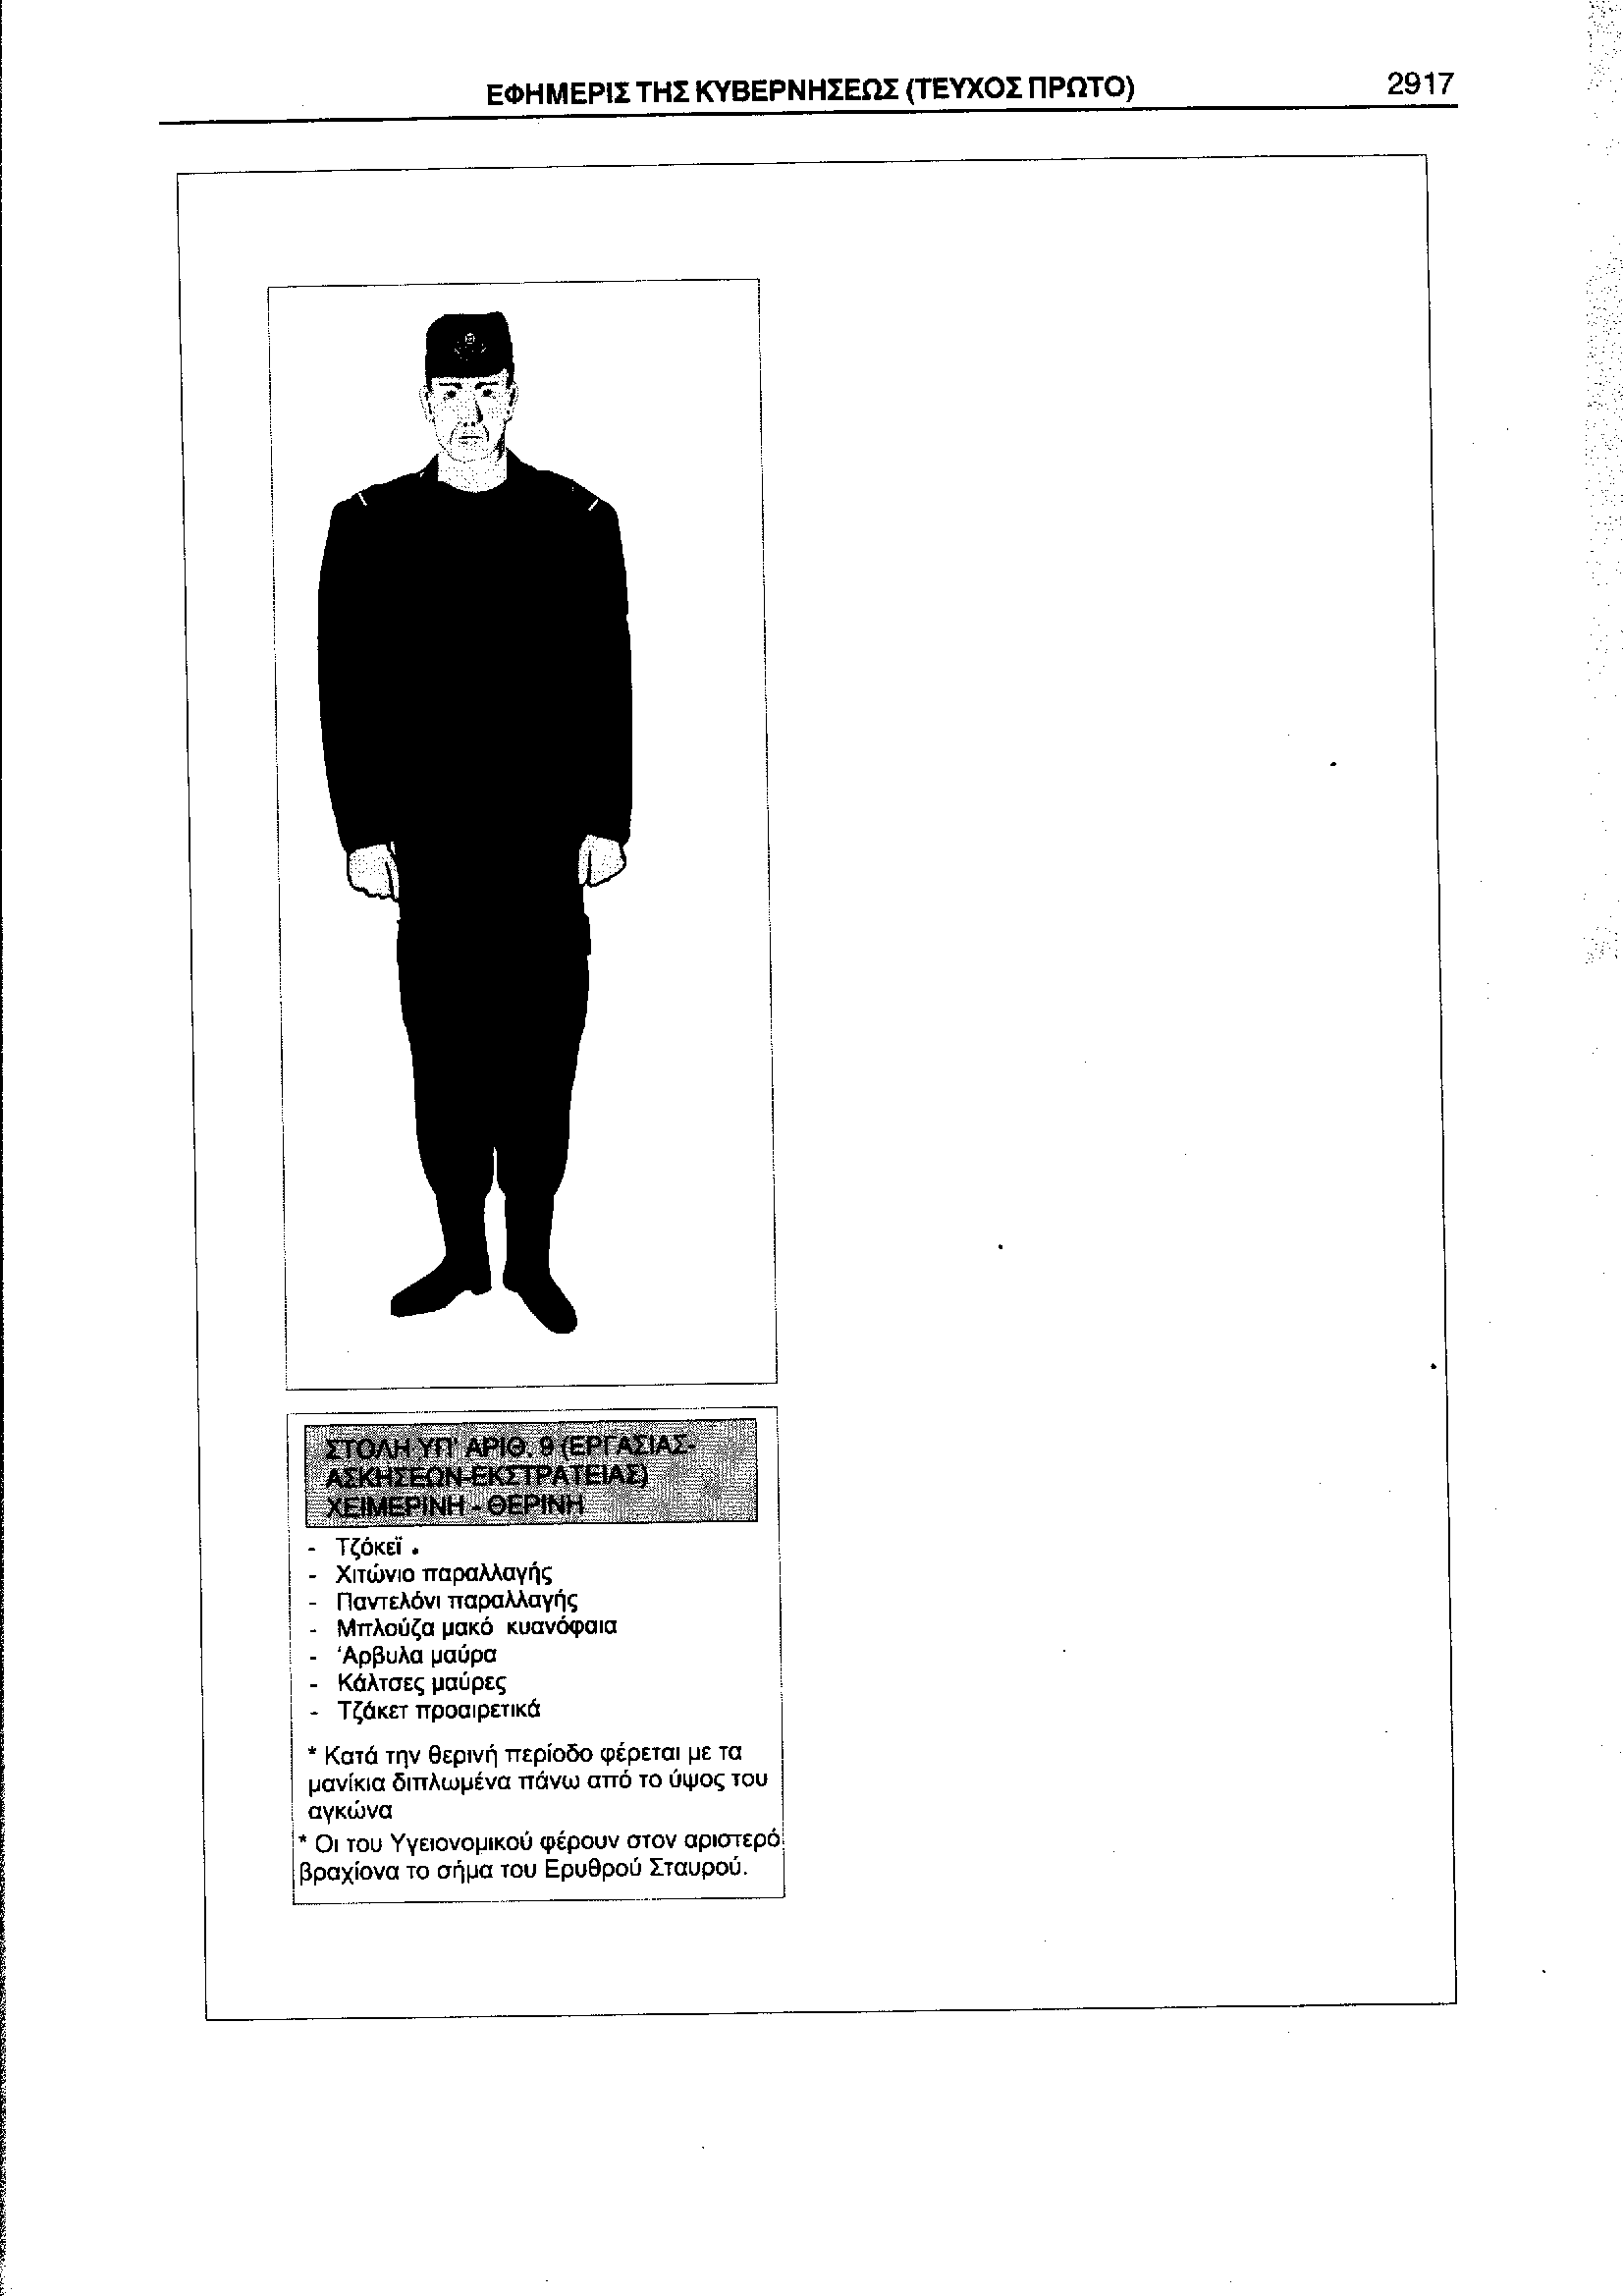 ΕΦΗΜΕΡΙΣ ΤΗΣ ΚΥΒΕΡΝΗΣΕΩΣ (ΤΕΥΧΟΣ ΠΡΩΤΟ)
2917
ΣΤΟΛΗ ΥΠ' ΑΡΙΘ. 9 (ΕΡΓΑΣΙΑΣ-
ΑΣΚΗΣΕΩΝ-ΕΚΣΤΡΑΤΕΙΑΣ)
ΧΕΙΜΕΡΙΝΗ - ΘΕΡΙΝΗ
- Τζόκεϊ .
- Χιτώνιο παραλλαγής
- Παντελόνι παραλλαγής
- Μπλούζα μακό κυανόφαια
- 'Αρβυλα μαύρα
- Κάλτσες μαύρες
- Τζάκετ προαιρετικά
* Κατά την θερινή περίοδο φέρεται με τα
μανίκια διπλωμένα πάνω από το ύψος του
αγκώνα
* Οι του Υγειονομικού φέρουν στον αριστερό
βραχίονα το σήμα του Ερυθρού Σταυρού.